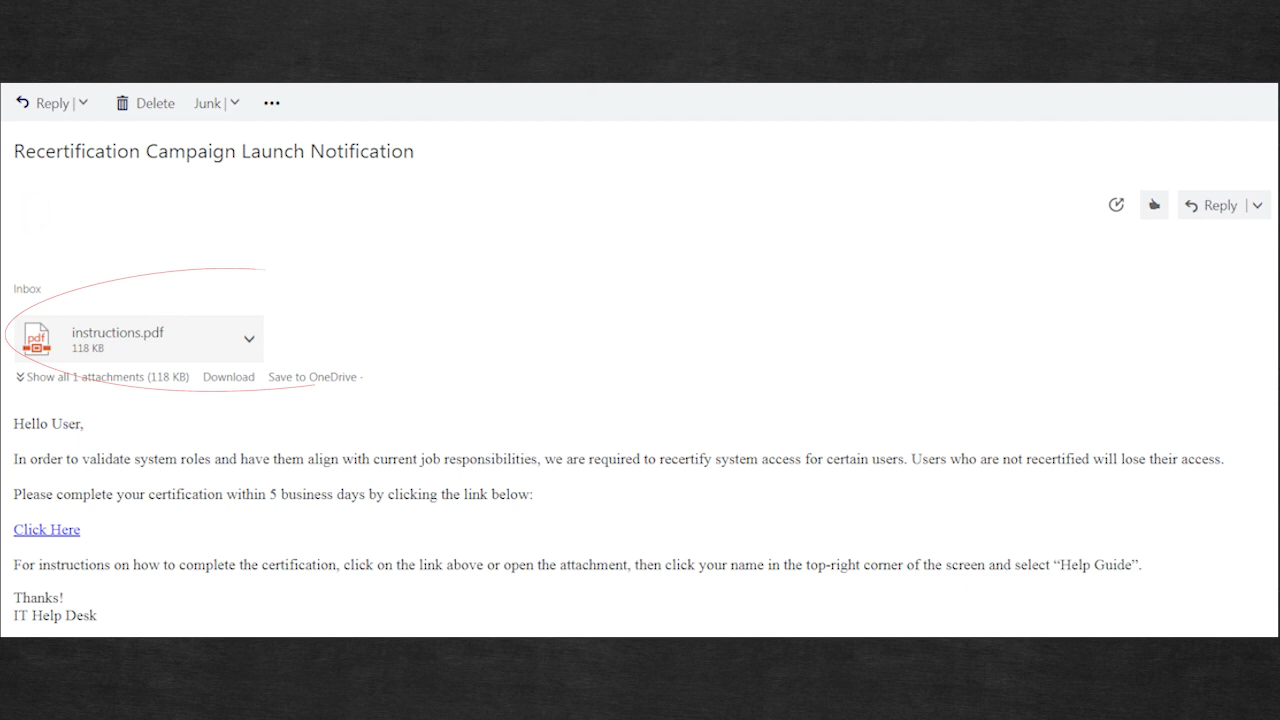 Reply | Delete Junk | •••
Recertification Campaign Launch Notification
Reply |
Inbox
pdf instructions.pdf
118 KB
Show all 1 attachments (118 KB) Download Save to OneDrive -
Hello User,
In order to validate system roles and have them align with current job responsibilities, we are required to recertify system access for certain users. Users who are not recertified will lose their access.
Please complete your certification within 5 business days by clicking the link below:
Click Here
For instructions on how to complete the certification, click on the link above or open the attachment, then click your name in the top-right corner of the screen and select “Help Guide”.
Thanks!
IT Help Desk